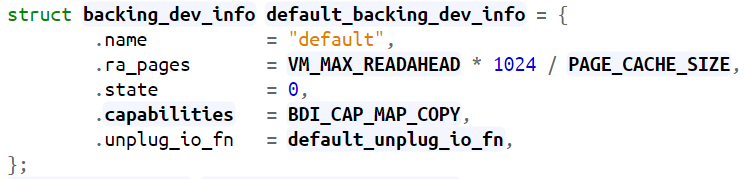 struct backing_dev_info default_backing_dev_info = {
.name = "default",
.ra_pages = VM_MAX_READAHEAD * 1024 / PAGE_CACHE_SIZE,
.state = 0,
.capabilities = BDI_CAP_MAP_COPY,
.unplug_io_fn = default_unplug_io_fn,
};